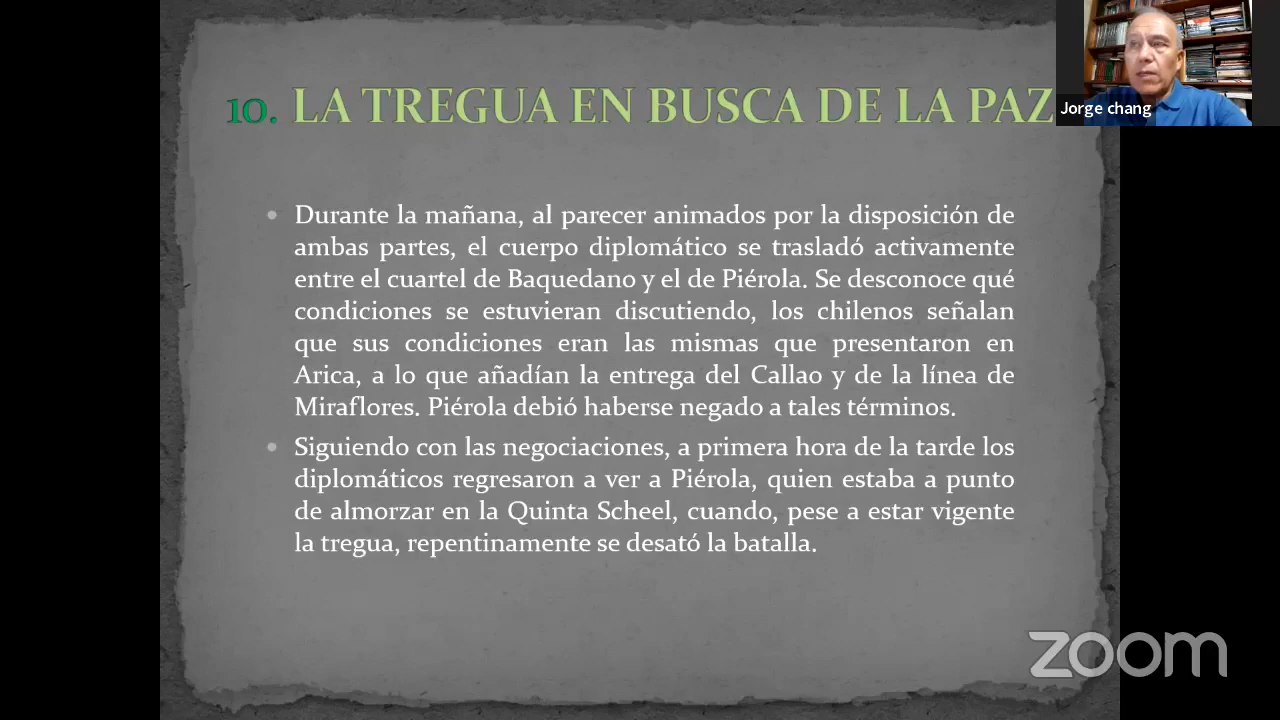 10. LA TREGUA EN BUSCA DE LA PAZ
Jorge chang
• Durante la mañana, al parecer animados por la disposición de
ambas partes, el cuerpo diplomático se trasladó activamente
entre el cuartel de Baquedano y el de Piérola. Se desconoce qué
condiciones se estuvieran discutiendo, los chilenos señalan
que sus condiciones eran las mismas que presentaron en
Arica, a lo que añadían la entrega del Callao y de la línea de
Miraflores. Piérola debió haberse negado a tales términos.
• Siguiendo con las negociaciones, a primera hora de la tarde los
diplomáticos regresaron a ver a Piérola, quien estaba a punto
de almorzar en la Quinta Scheel, cuando, pese a estar vigente
la tregua, repentinamente se desató la batalla.
zoom